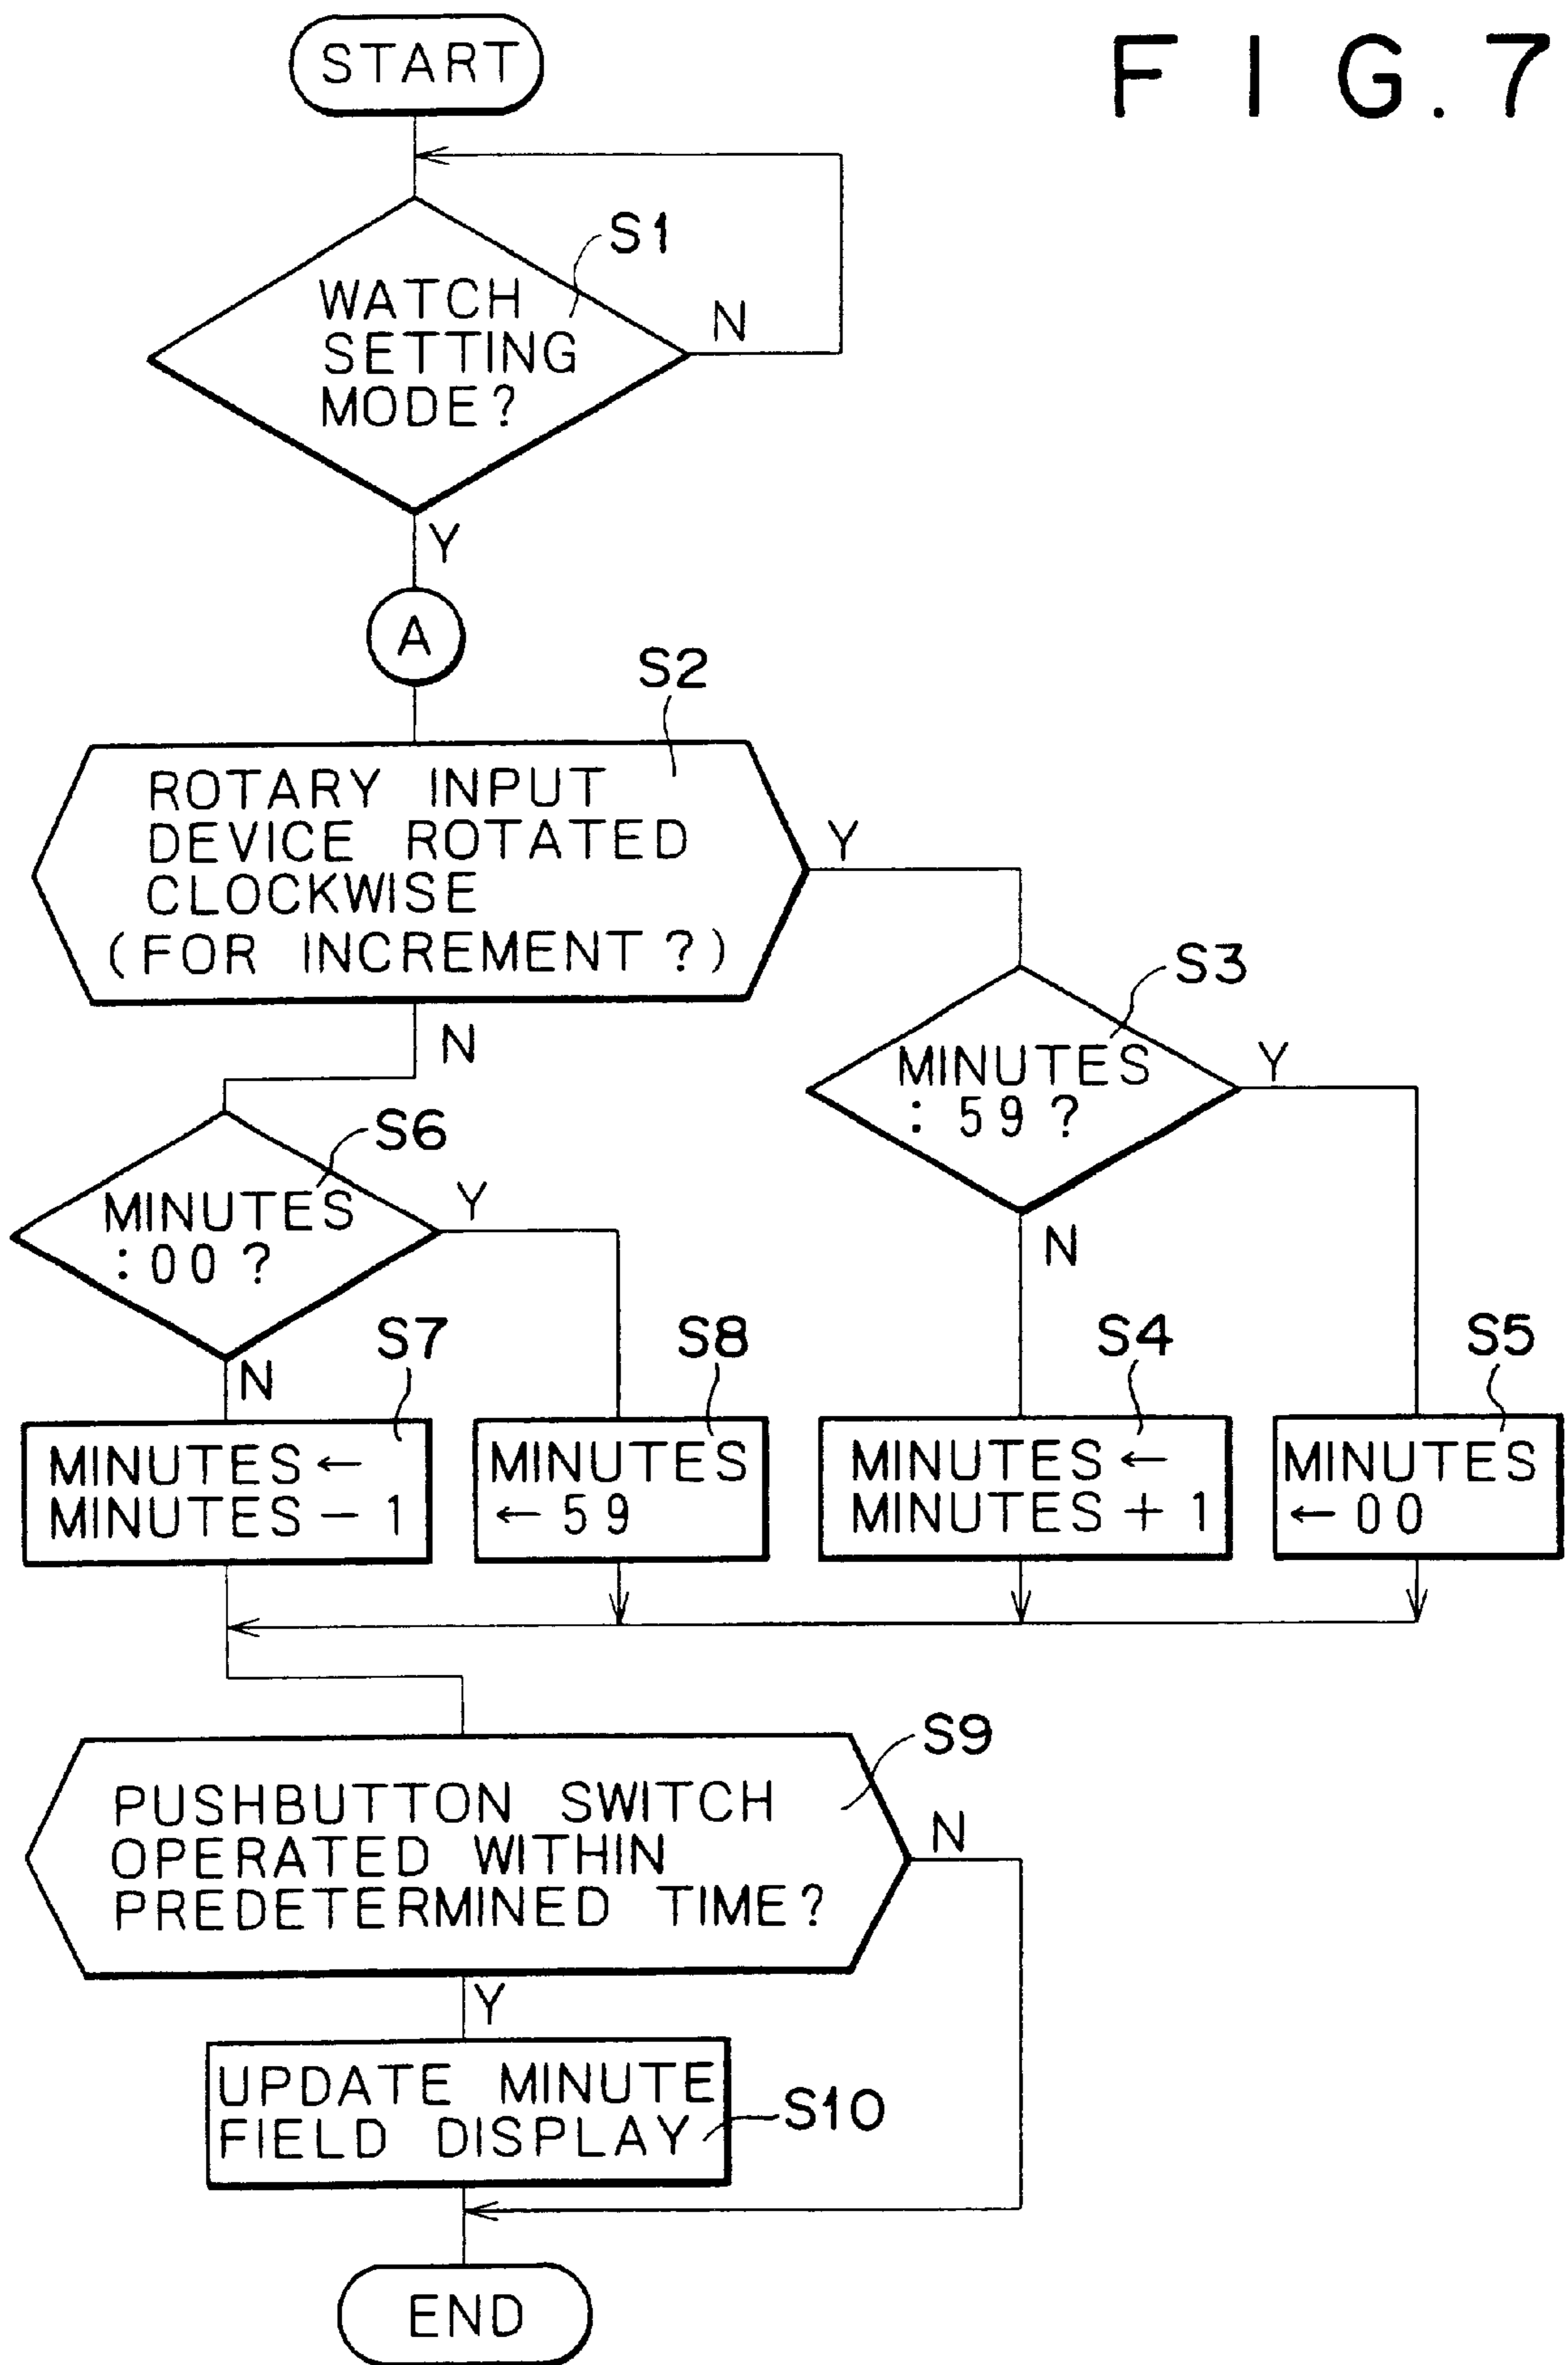 FIG.7
START
S1
WATCH
SETTING
MODE?
N
Y
A
S2
ROTARY INPUT
DEVICE ROTATED
CLOCKWISE
(FOR INCREMENT?)
Y
N
S3
MINUTES
:59?
Y
N
S6
MINUTES
:00?
Y
N
S7
MINUTES←
MINUTES-1
S8
MINUTES
←59
S4
MINUTES←
MINUTES+1
S5
MINUTES
←00
S9
PUSHBUTTON SWITCH
OPERATED WITHIN
PREDETERMINED TIME?
N
Y
UPDATE MINUTE
FIELD DISPLAY
S10
END